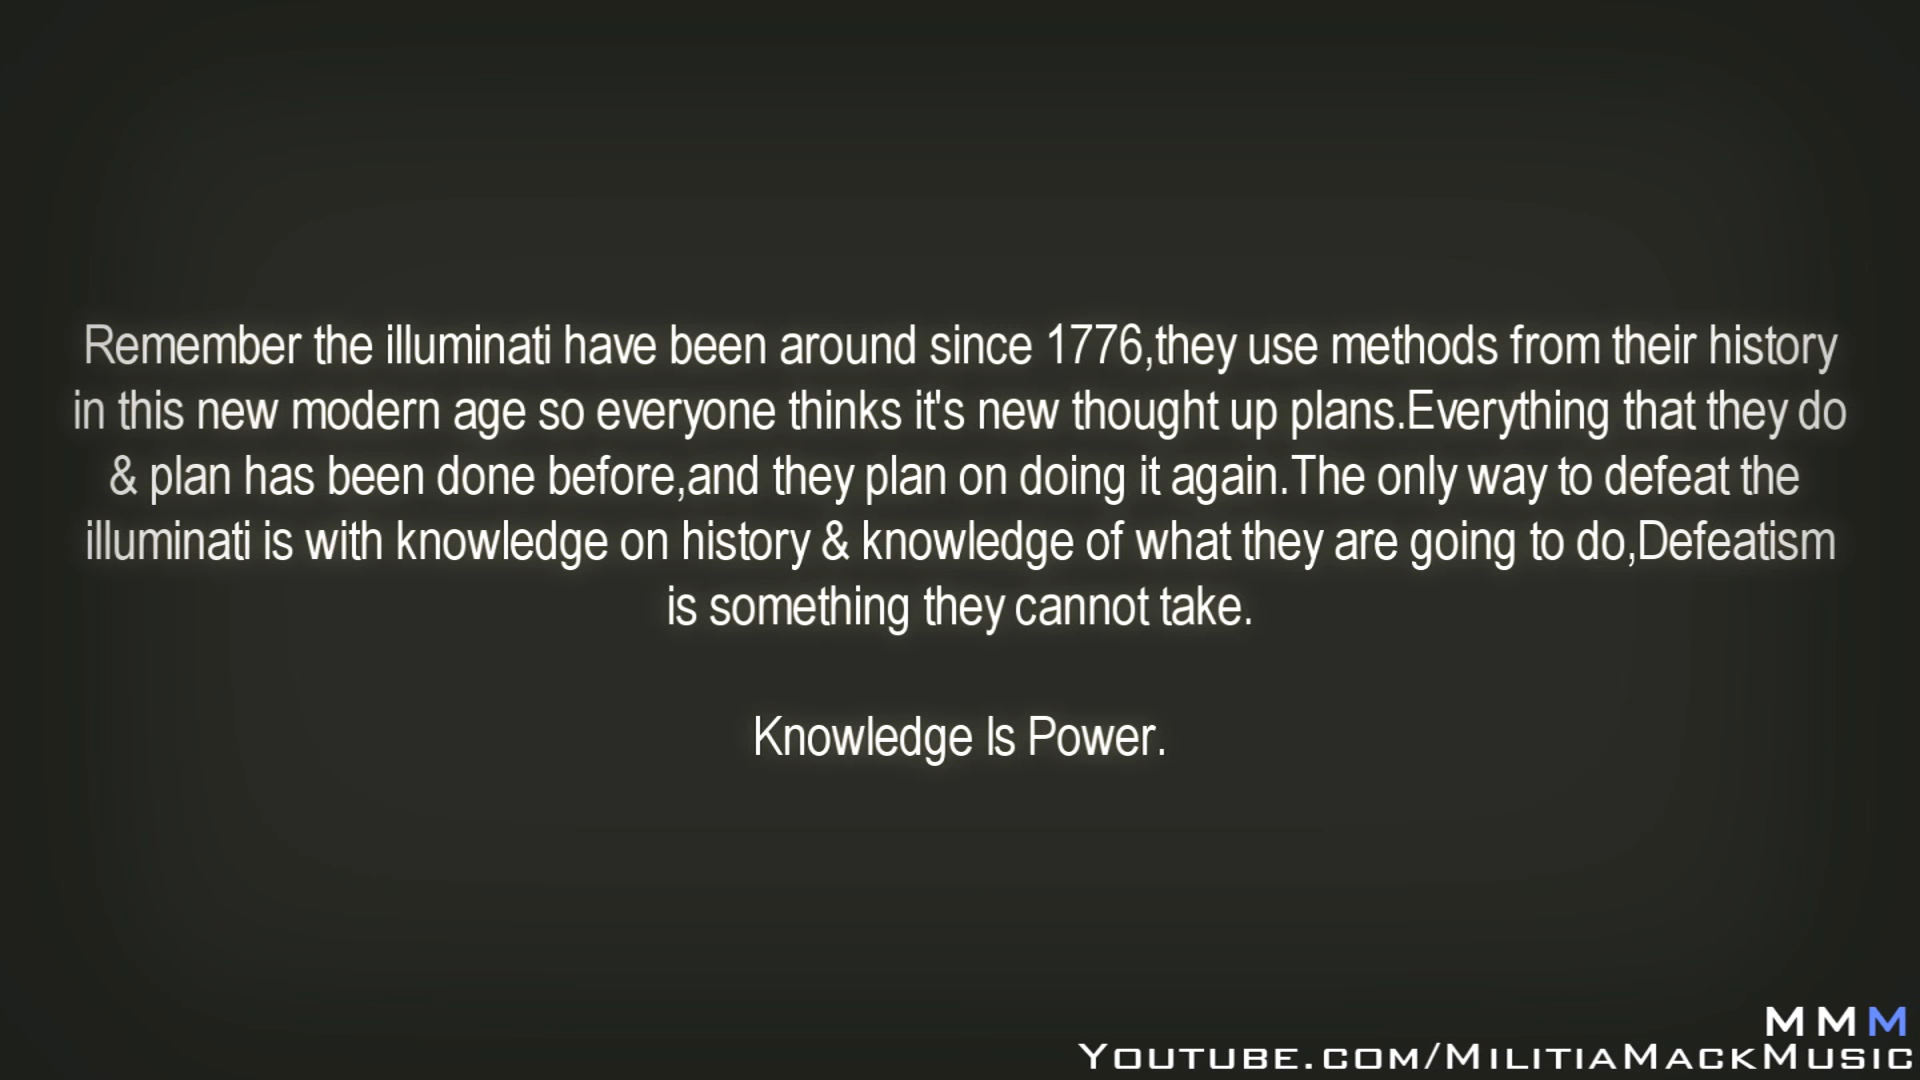 Remember the illuminati have been around since 1776,they use methods from their history
in this new modern age so everyone thinks it's new thought up plans.Everything that they do
& plan has been done before,and they plan on doing it again.The only way to defeat the
illuminati is with knowledge on history & knowledge of what they are going to do,Defeatism
is something they cannot take.
Knowledge Is Power.
MMM
Youtube.com/MilitiaMackMusic